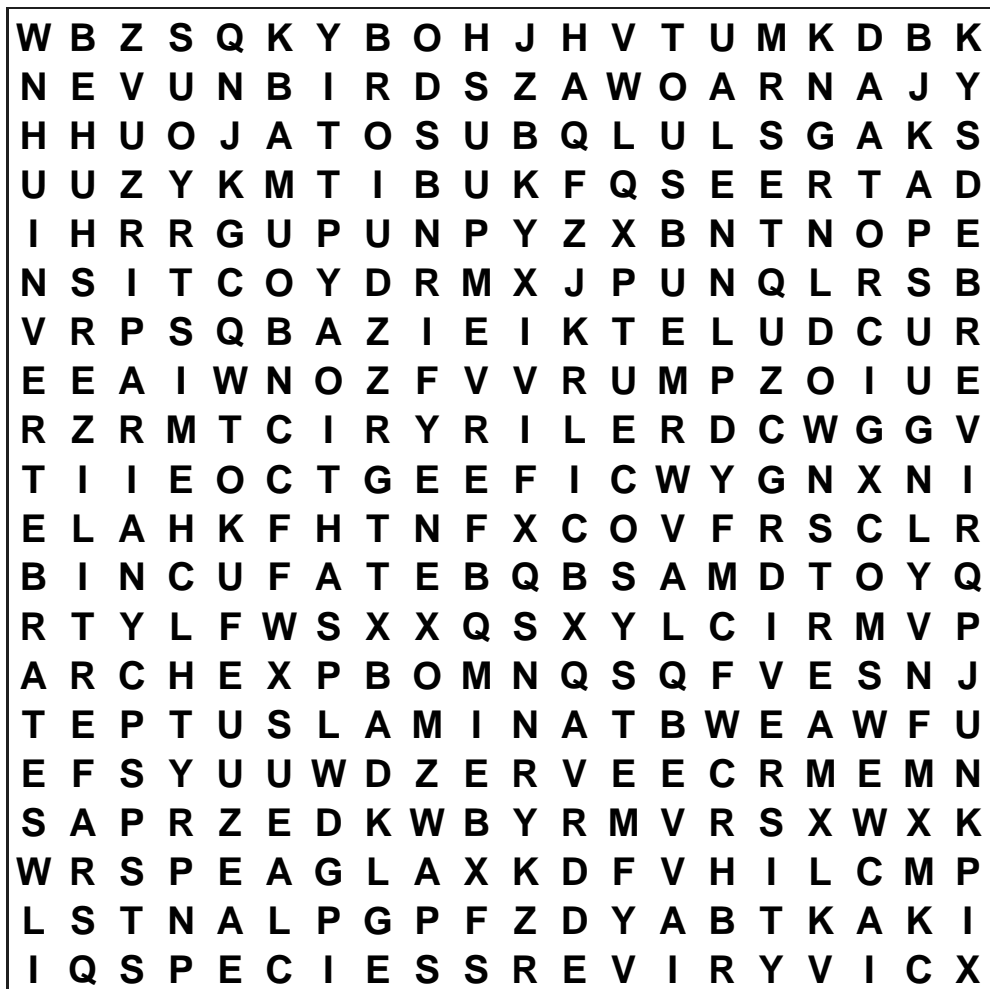 W B Z S Q K Y B O H J H V T U M K D B K
N E V U N B I R D S Z A W O A R N A J Y
H H U O J A T O S U B Q L U L S G A K S
U U Z Y K M T I B U K F Q S E E R T A D
I H R R G U P U N P Y Z X B N T N O P E
N S I T C O Y D R M X J P U N Q L R S B
V R P S Q B A Z I E I K T E L U D C U R
E E A I W N O Z F V V R U M P Z O I U E
R Z R M T C I R Y R I L E R D C W G G V
T I I E O C T G E E F I C W Y G N X N I
E L A H K F H T N F X C O V F R S C L R
B I N C U F A T E B Q B S A M D T O Y Q
R T Y L F W S X X Q S X Y L C I R M V P
A R C H E X P B O M N Q S Q F V E S N J
T E P T U S L A M I N A T B W E A W F U
E F S Y U U W D Z E R V E E C R M E M N
S A P R Z E D K W B Y R M V R S X W X K
W R S P E A G L A X K D F V H I L C M P
L S T N A L P G P F Z D Y A B T K A K I
I Q S P E C I E S S R E V I R Y V I C X